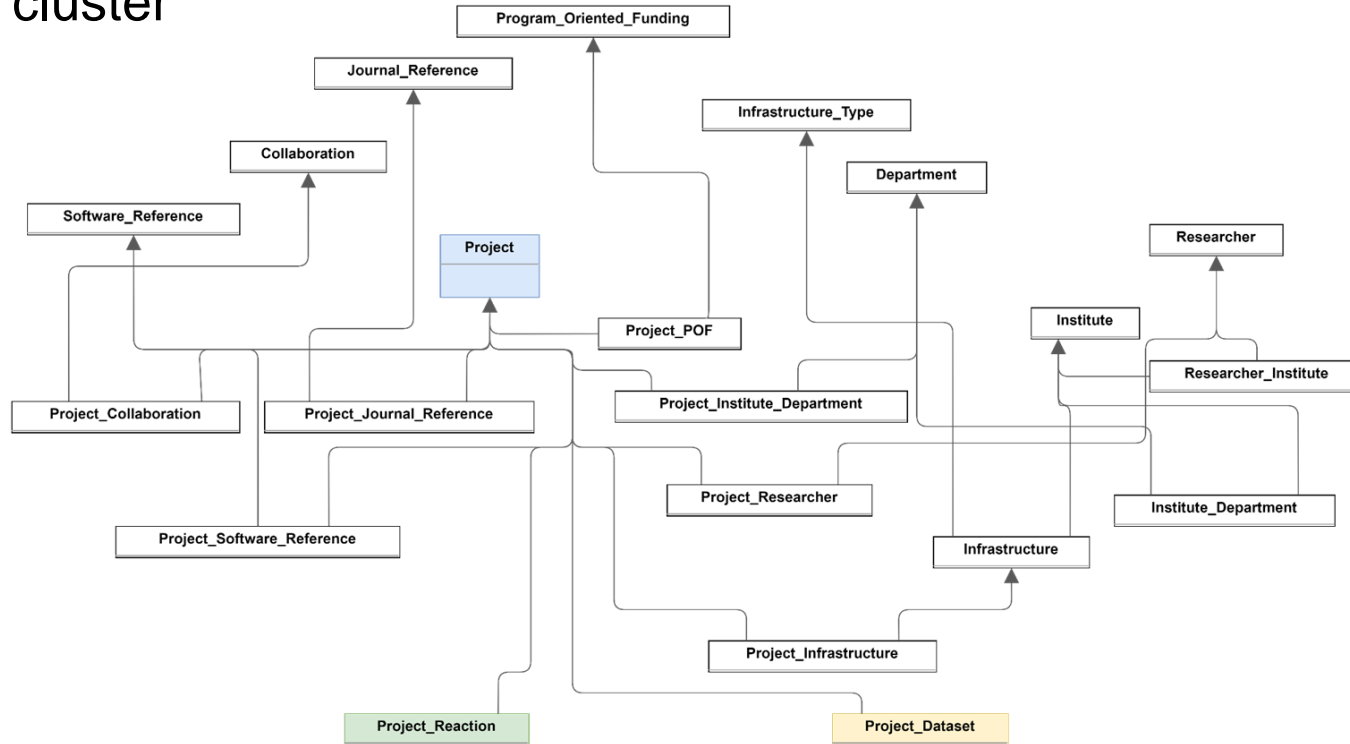 cluster
Program_Oriented_Funding
Journal_Reference
Infrastructure_Type
Collaboration
Department
Software_Reference
Researcher
Project
Institute
Project_POF
Researcher_Institute
Project_Collaboration
Project_Journal_Reference
Project_Institute_Department
Project_Researcher
Institute_Department
Project_Software_Reference
Infrastructure
Project_Infrastructure
Project_Reaction
Project_Dataset